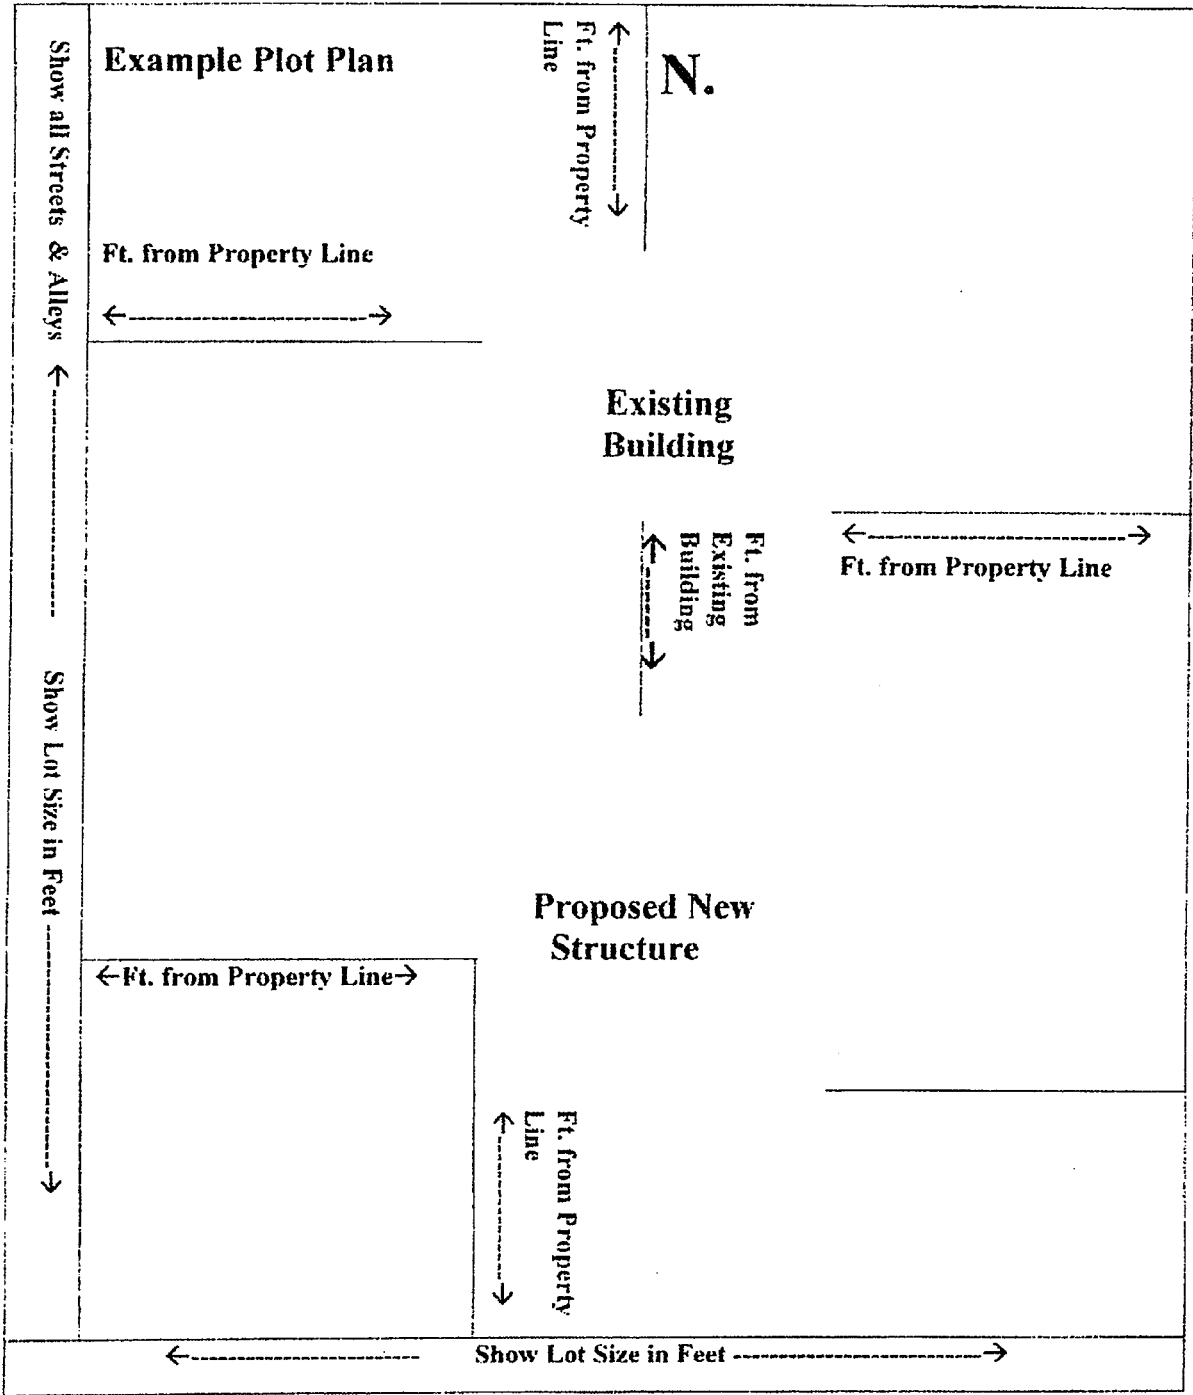 Example Plot Plan
Ft. from Property
Line
N.
Show all Streets & Alleys
Ft. from Property Line
Existing
Building
Ft. from
Existing
Building
Ft. from Property Line
Show Lot Size in Feet
Proposed New
Structure
Ft. from Property Line
Ft. from Property
Line
Show Lot Size in Feet